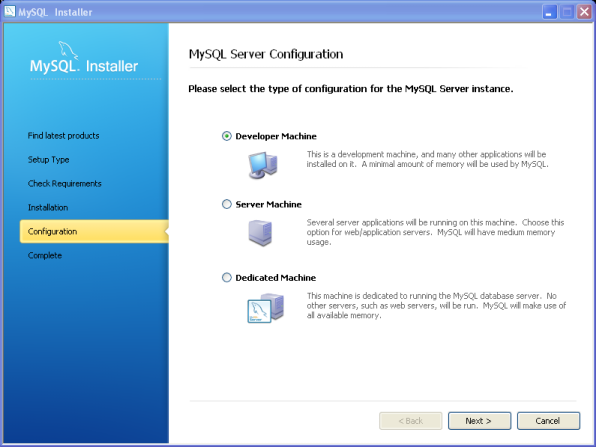 MySQL Installer
MySQL Server Configuration
MySQL. Installer
Please select the type of configuration for the MySQL Server instance.
Find latest products
Setup Type
Check Requirements
Installation
Configuration
Complete
Developer Machine
This is a development machine, and many other applications will be
installed on it. A minimal amount of memory will be used by MySQL.
Server Machine
Several server applications will be running on this machine. Choose this
option for web/application servers. MySQL will have medium memory
usage.
Dedicated Machine
This machine is dedicated to running the MySQL database server. No
other servers, such as web servers, will be run. MySQL will make use of
all available memory.
< Back
Next >
Cancel